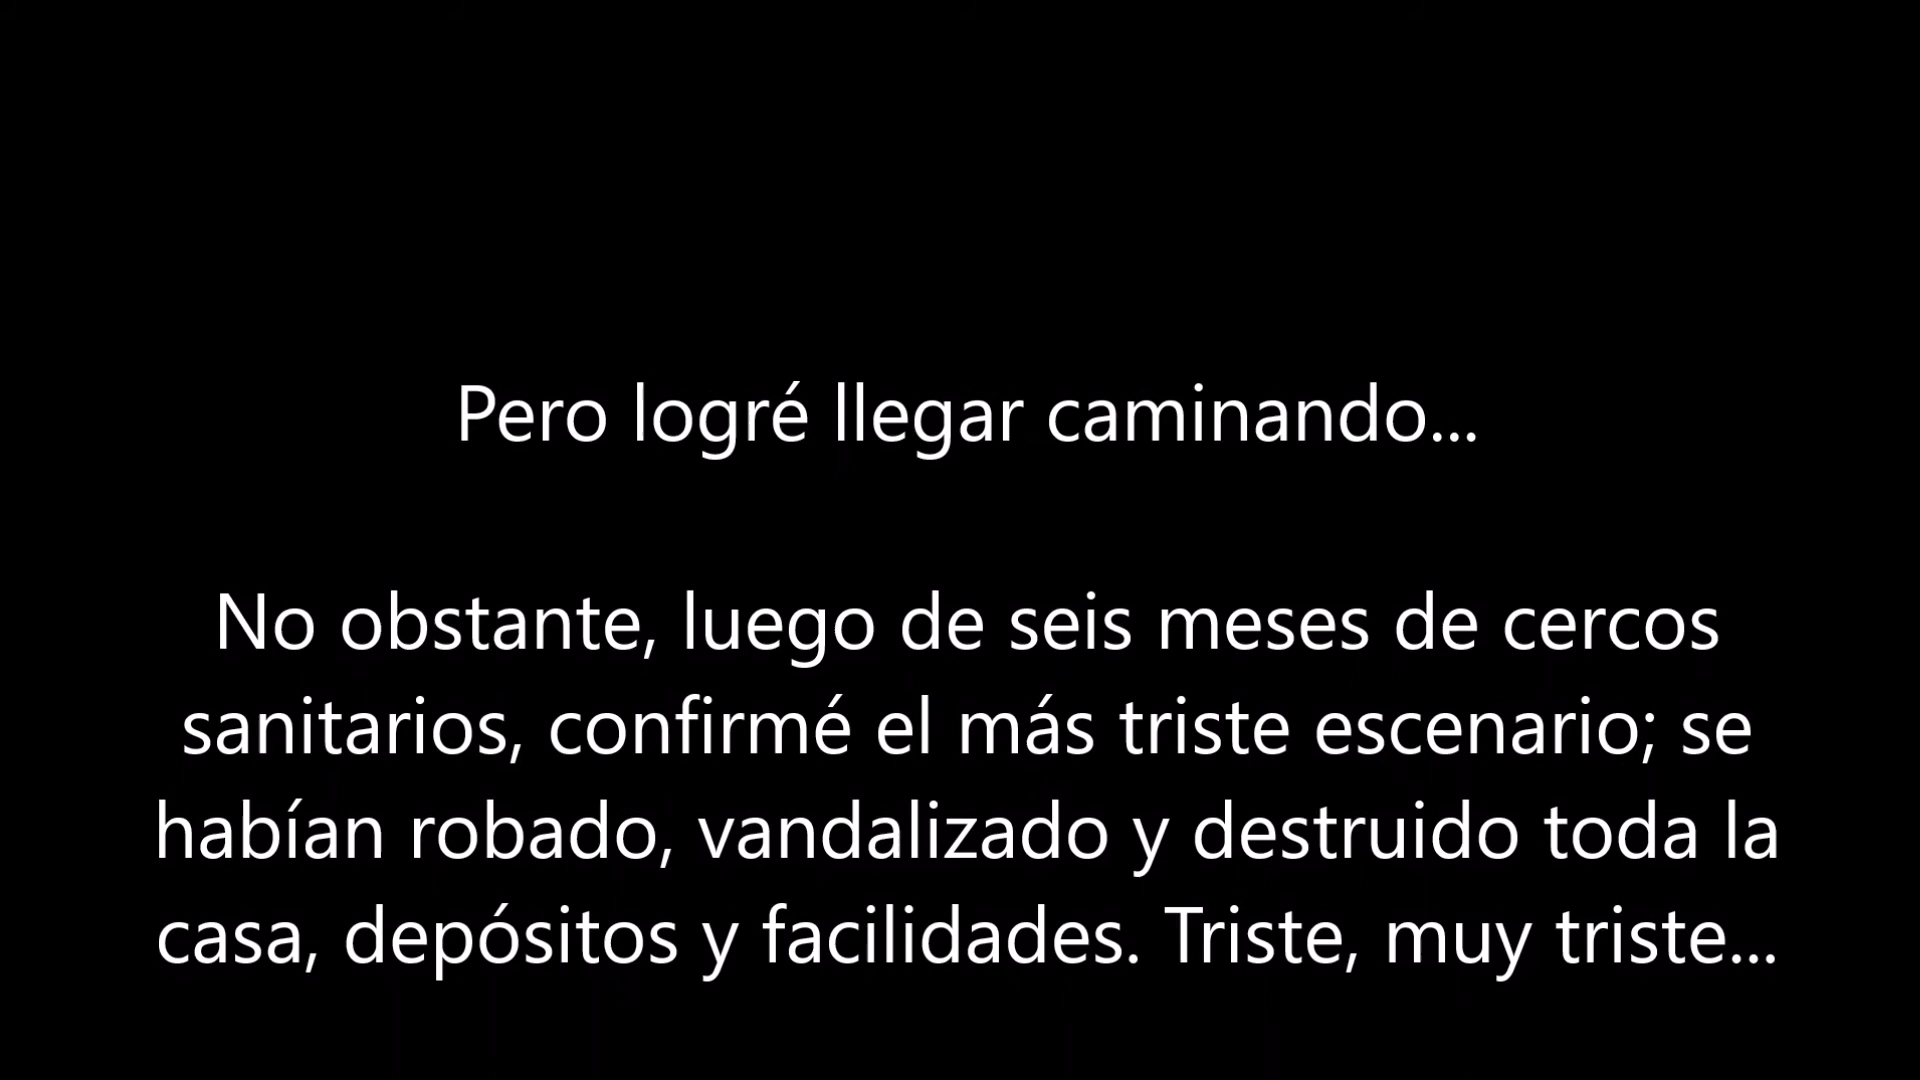 Pero logré llegar caminando...
No obstante, luego de seis meses de cercos
sanitarios, confirmé el más triste escenario; se
habían robado, vandalizado y destruido toda la
casa, depósitos y facilidades. Triste, muy triste...